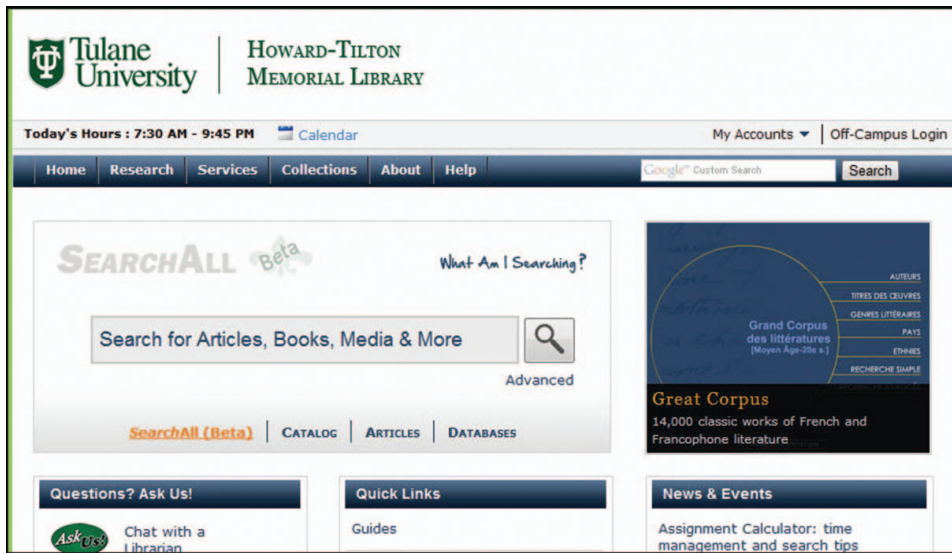 Tulane
University
HOWARD-TILTON
MEMORIAL LIBRARY
Today's Hours : 7:30 AM - 9:45 PM
Calendar
My Accounts
Off-Campus Login
Home Research Services Collections About Help
Google™ Custom Search
Search
SEARCHALL Beta
What Am I Searching?
Search for Articles, Books, Media & More
Advanced
SearchAll (Beta) CATALOG ARTICLES DATABASES
AUTEURS
TITRES DES ŒUVRES
GENRES LITTÉRAIRES
PAYS
ETHNIES
RECHERCHE SIMPLE
Grand Corpus
des littératures
[Moyen Âge-20e s.]
Great Corpus
14,000 classic works of French and
Francophone literature
Questions? Ask Us!
Ask Us!
Chat with a
Librarian
Quick Links
Guides
News & Events
Assignment Calculator: time
management and search tips